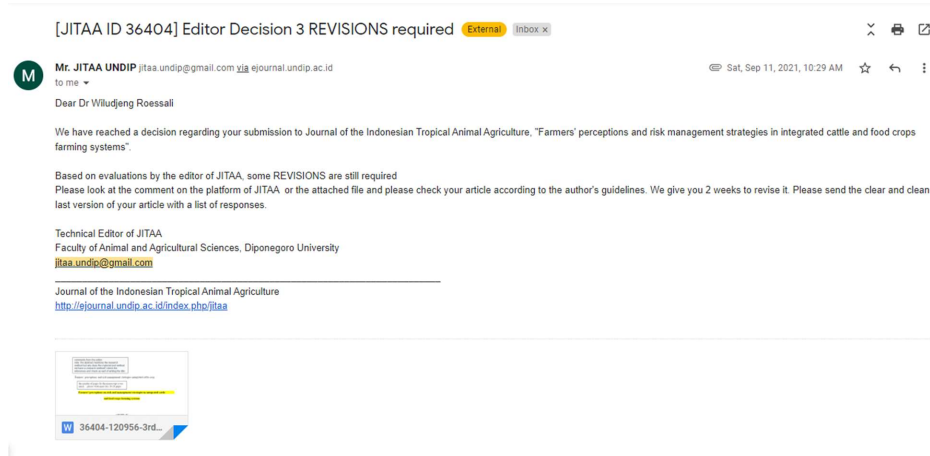 [JITAA ID 36404] Editor Decision 3 REVISIONS required External Inbox x
M
Mr. JITAA UNDIP jitaa.undip@gmail.com via ejournal.undip.ac.id
Sat, Sep 11, 2021, 10:29 AM
to me
Dear Dr Wiludjeng Roessali
We have reached a decision regarding your submission to Journal of the Indonesian Tropical Animal Agriculture, "Farmers' perceptions and risk management strategies in integrated cattle and food crops
farming systems".
Based on evaluations by the editor of JITAA, some REVISIONS are still required
Please look at the comment on the platform of JITAA or the attached file and please check your article according to the author's guidelines. We give you 2 weeks to revise it. Please send the clear and clean
last version of your article with a list of responses.
Technical Editor of JITAA
Faculty of Animal and Agricultural Sciences, Diponegoro University
jitaa.undip@gmail.com
Journal of the Indonesian Tropical Animal Agriculture
http://ejournal.undip.ac.id/index.php/jitaa
W 36404-120956-3rd...